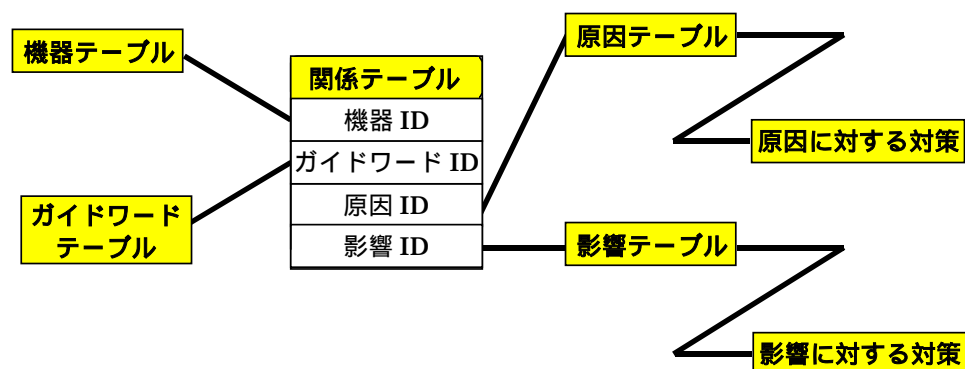 機器テーブル
ガイドワード
テーブル
関係テーブル
機器 ID
ガイドワード ID
原因 ID
影響 ID
原因テーブル
原因に対する対策
影響テーブル
影響に対する対策